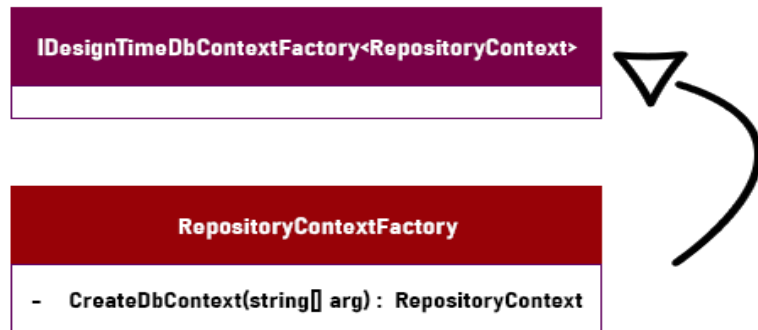 IDesignTimeDbContextFactory<RepositoryContext>
RepositoryContextFactory
- CreateDbContext(string[] arg) : RepositoryContext